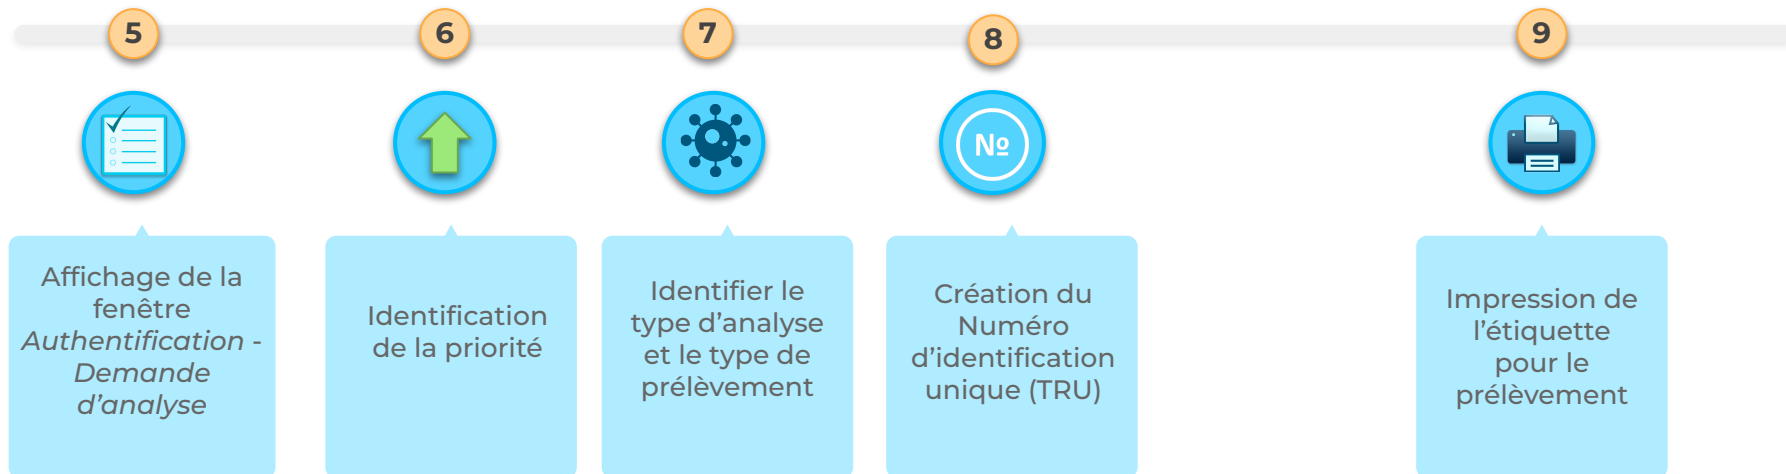 5
6
7
8
9
Nº
Affichage de la
fenêtre
Authentification -
Demande
d’analyse
Identification
de la priorité
Identifier le
type d’analyse
et le type de
prélèvement
Création du
Numéro
d’identification
unique (TRU)
Impression de
l’étiquette
pour le
prélèvement